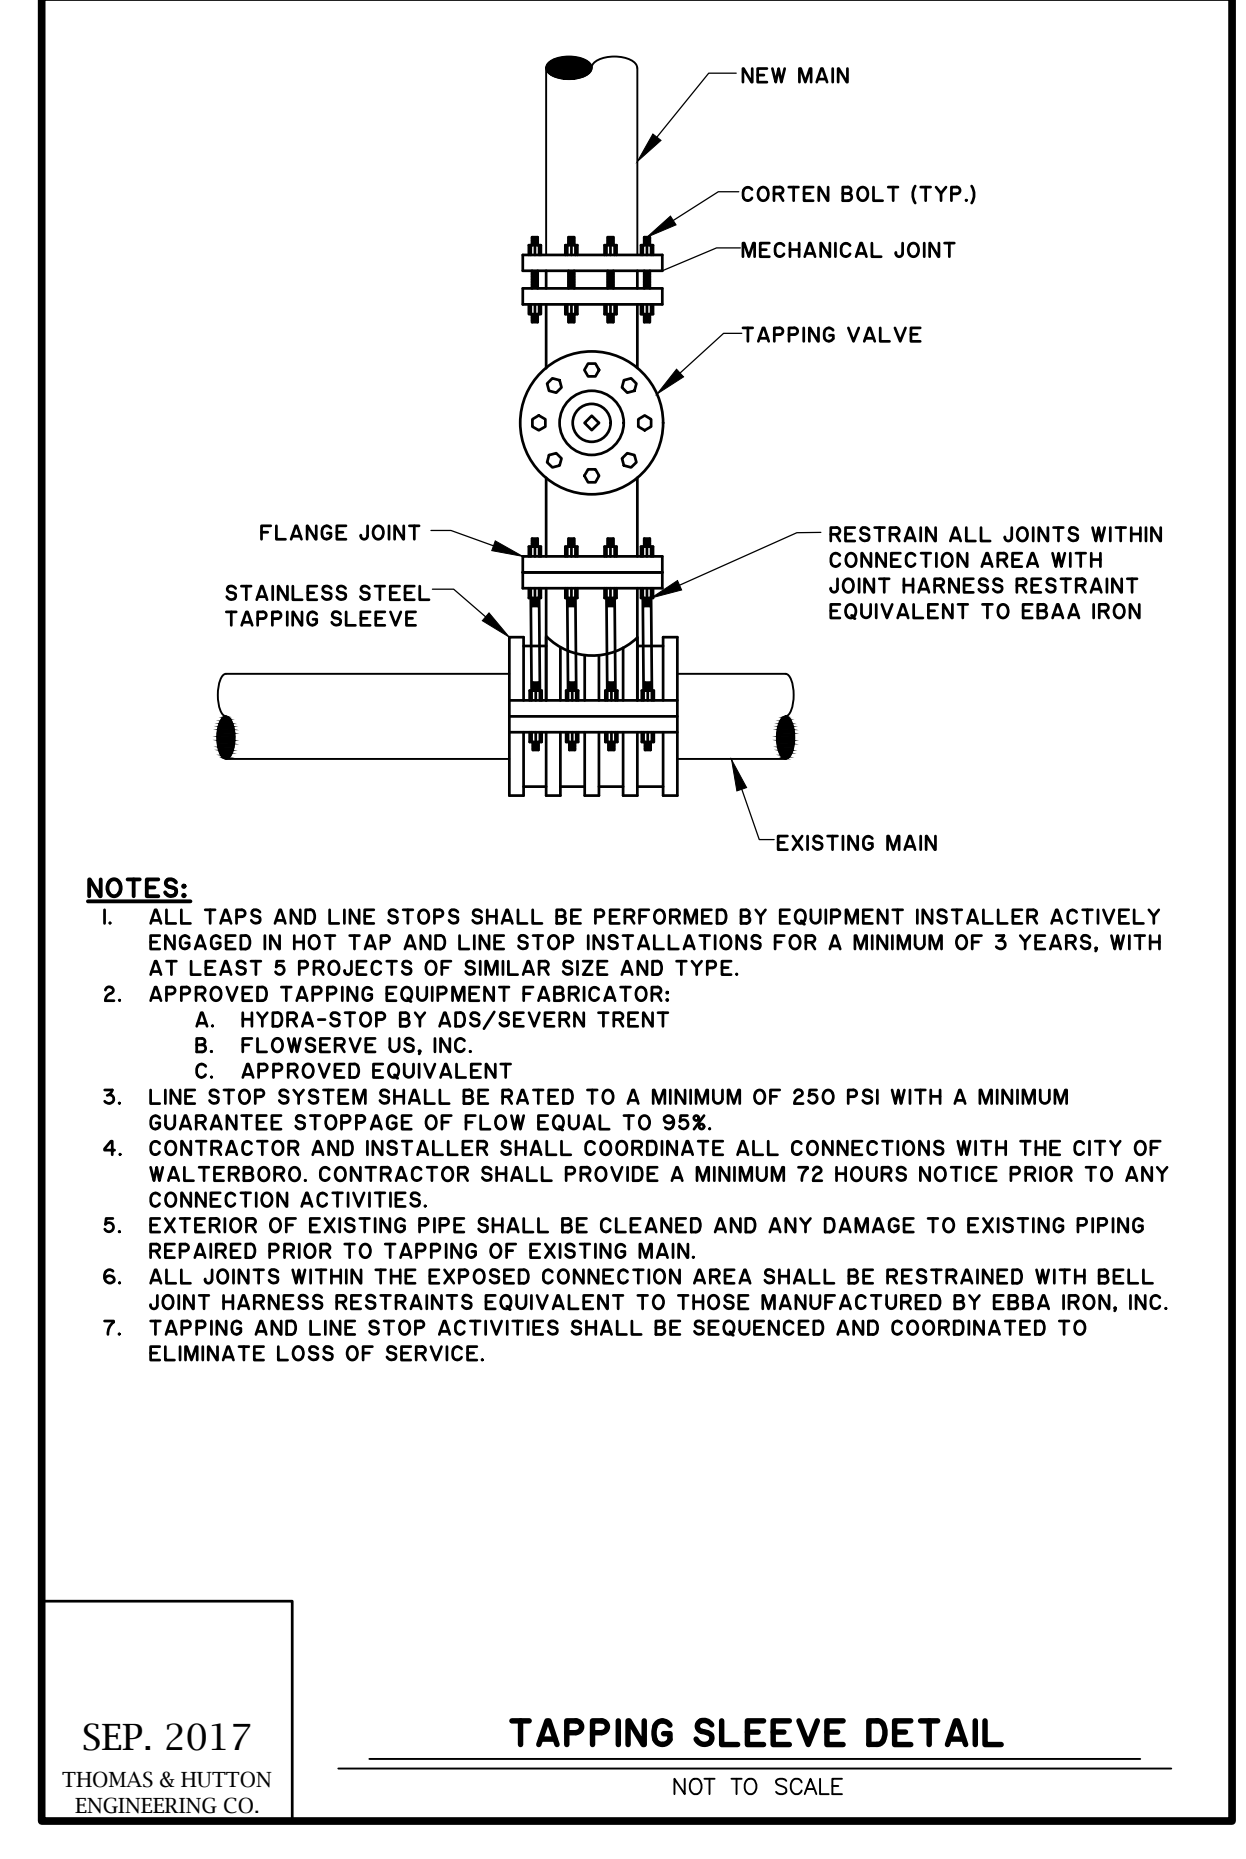 NEW MAIN
CORTEN BOLT (TYP.)
MECHANICAL JOINT
TAPPING VALVE
FLANGE JOINT
RESTRAIN ALL JOINTS WITHIN
CONNECTION AREA WITH
JOINT HARNESS RESTRAINT
EQUIVALENT TO EBAA IRON
STAINLESS STEEL
TAPPING SLEEVE
EXISTING MAIN
NOTES:
1. ALL TAPS AND LINE STOPS SHALL BE PERFORMED BY EQUIPMENT INSTALLER ACTIVELY
ENGAGED IN HOT TAP AND LINE STOP INSTALLATIONS FOR A MINIMUM OF 3 YEARS, WITH
AT LEAST 5 PROJECTS OF SIMILAR SIZE AND TYPE.
2. APPROVED TAPPING EQUIPMENT FABRICATOR:
A. HYDRA-STOP BY ADS/SEVERN TRENT
B. FLOWSERVE US, INC.
C. APPROVED EQUIVALENT
3. LINE STOP SYSTEM SHALL BE RATED TO A MINIMUM OF 250 PSI WITH A MINIMUM
GUARANTEE STOPPAGE OF FLOW EQUAL TO 95%.
4. CONTRACTOR AND INSTALLER SHALL COORDINATE ALL CONNECTIONS WITH THE CITY OF
WALTERBORO. CONTRACTOR SHALL PROVIDE A MINIMUM 72 HOURS NOTICE PRIOR TO ANY
CONNECTION ACTIVITIES.
5. EXTERIOR OF EXISTING PIPE SHALL BE CLEANED AND ANY DAMAGE TO EXISTING PIPING
REPAIRED PRIOR TO TAPPING OF EXISTING MAIN.
6. ALL JOINTS WITHIN THE EXPOSED CONNECTION AREA SHALL BE RESTRAINED WITH BELL
JOINT HARNESS RESTRAINTS EQUIVALENT TO THOSE MANUFACTURED BY EBBA IRON, INC.
7. TAPPING AND LINE STOP ACTIVITIES SHALL BE SEQUENCED AND COORDINATED TO
ELIMINATE LOSS OF SERVICE.
SEP. 2017
THOMAS & HUTTON
ENGINEERING CO.
TAPPING SLEEVE DETAIL
NOT TO SCALE